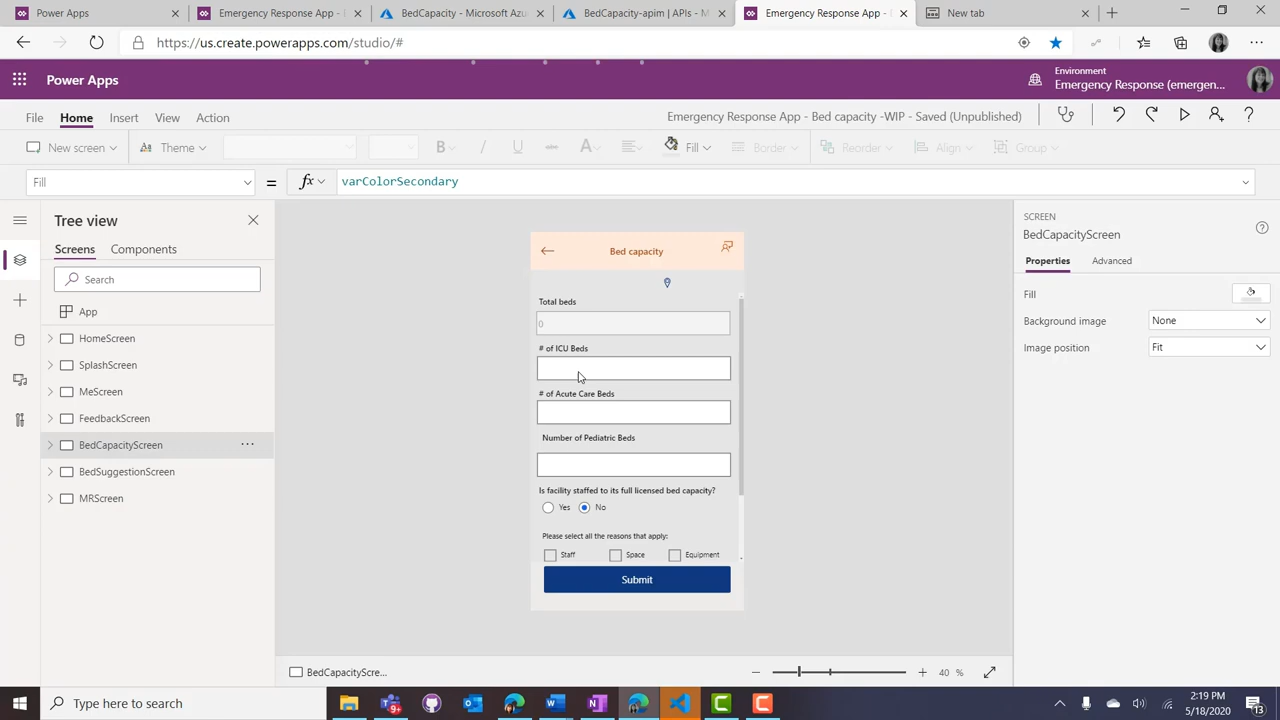 Power Apps
Emergency Response App - E
BedCapacity - Microsoft Azu
BedCapacity-apim | APIs - M
Emergency Response App - E
New tab
https://us.create.powerapps.com/studio/#
Power Apps
Environment
Emergency Response (emergen...
File Home Insert View Action
Emergency Response App - Bed capacity -WIP - Saved (Unpublished)
New screen Theme B Fill Border Reorder Align Group
Fill = fx varColorSecondary
Tree view
Screens Components
Search
App
HomeScreen
SplashScreen
MeScreen
FeedbackScreen
BedCapacityScreen ...
BedSuggestionScreen
MRScreen
Bed capacity
Total beds
0
# of ICU Beds
# of Acute Care Beds
Number of Pediatric Beds
Is facility staffed to its full licensed bed capacity?
Yes No
Please select all the reasons that apply:
Staff Space Equipment
Submit
SCREEN
BedCapacityScreen
Properties Advanced
Fill
Background image None
Image position Fit
BedCapacityScre...
40 %
Type here to search
2:19 PM
5/18/2020